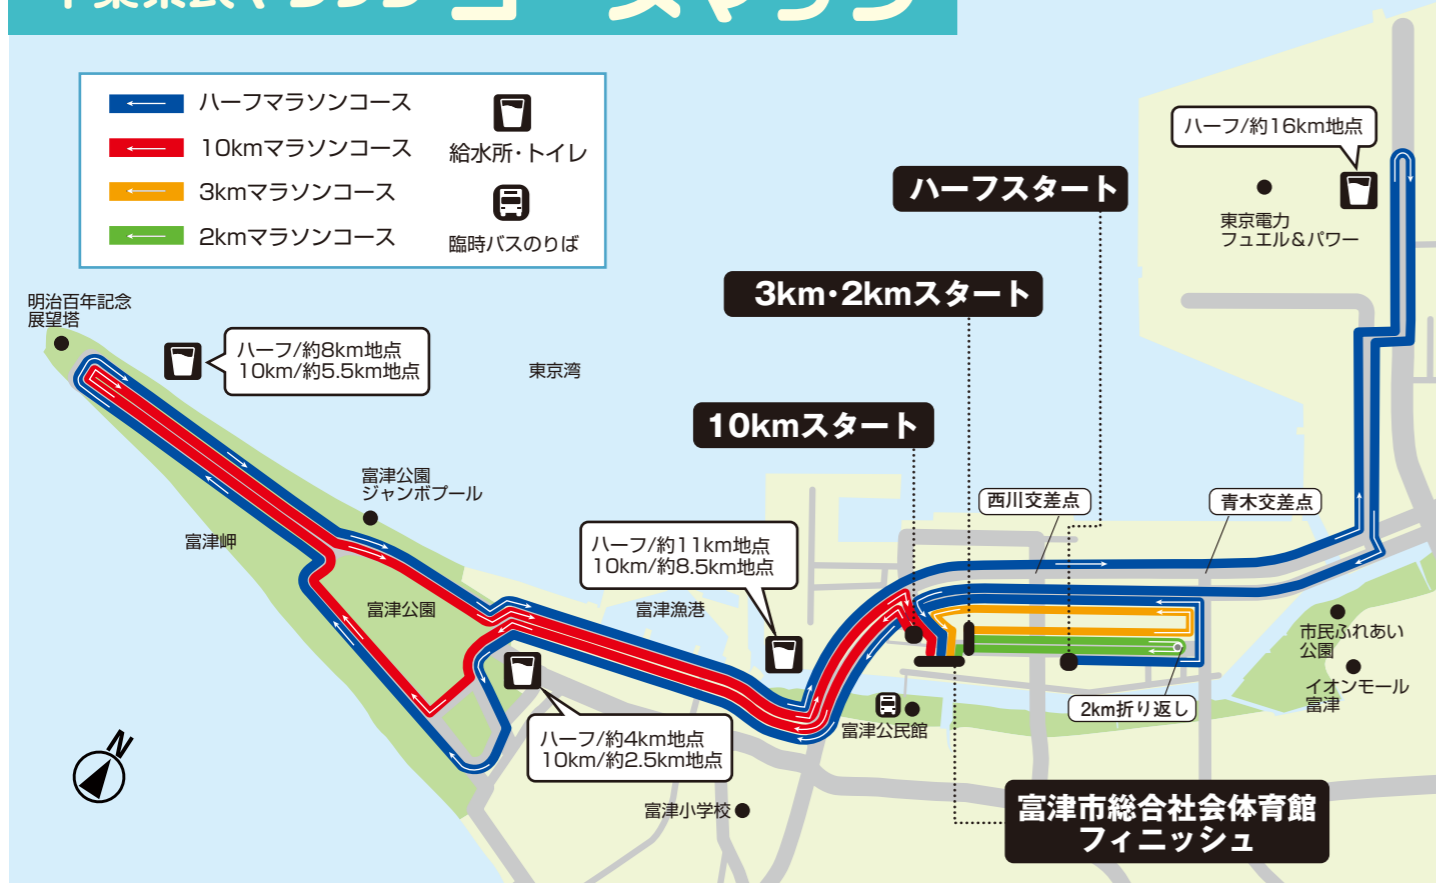 コースマップ
ハーフマラソンコース
10kmマラソンコース
3kmマラソンコース
2kmマラソンコース
給水所・トイレ
臨時バスのりば
ハーフ/約16km地点
ハーフスタート
東京電力
フュエル＆パワー
3km・2kmスタート
明治百年記念
展望塔
ハーフ/約8km地点
10km/約5.5km地点
東京湾
10kmスタート
富津公園
ジャンボプール
西川交差点
青木交差点
富津岬
ハーフ/約11km地点
10km/約8.5km地点
富津公園
富津漁港
市民ふれあい
公園
イオンモール
富津
2km折り返し
富津公民館
ハーフ/約4km地点
10km/約2.5km地点
N
富津小学校
富津市総合社会体育館
フィニッシュ